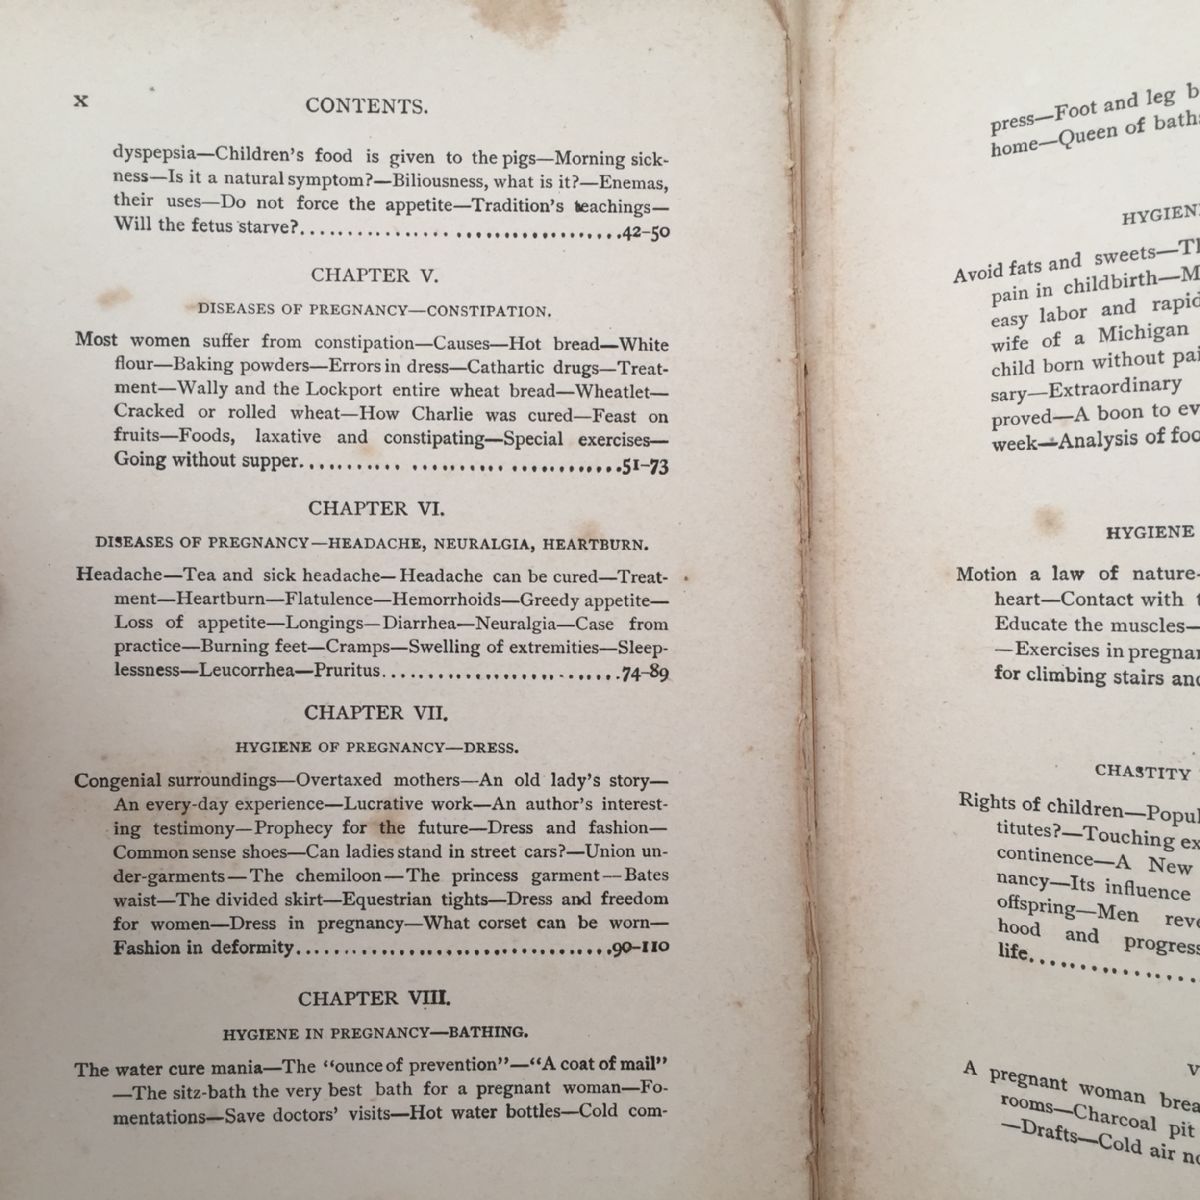 x
CONTENTS.
dyspepsia—Children's food is given to the pigs—Morning sick-
ness—Is it a natural symptom?—Biliousness, what is it?—Enemas,
their uses—Do not force the appetite—Tradition's teachings—
Will the fetus starve?..................................42-50
CHAPTER V.
DISEASES OF PREGNANCY—CONSTIPATION.
Most women suffer from constipation—Causes—Hot bread—White
flour—Baking powders—Errors in dress—Cathartic drugs—Treat-
ment—Wally and the Lockport entire wheat bread—Wheatlet—
Cracked or rolled wheat—How Charlie was cured—Feast on
fruits—Foods, laxative and constipating—Special exercises—
Going without supper..................................51-73
CHAPTER VI.
DISEASES OF PREGNANCY—HEADACHE, NEURALGIA, HEARTBURN.
Headache—Tea and sick headache—Headache can be cured—Treat-
ment—Heartburn—Flatulence—Hemorrhoids—Greedy appetite—
Loss of appetite—Longings—Diarrhea—Neuralgia—Case from
practice—Burning feet—Cramps—Swelling of extremities—Sleep-
lessness—Leucorrhea—Pruritus..........................74-89
CHAPTER VII.
HYGIENE OF PREGNANCY—DRESS.
Congenial surroundings—Overtaxed mothers—An old lady's story—
An every-day experience—Lucrative work—An author's interest-
ing testimony—Prophecy for the future—Dress and fashion—
Common sense shoes—Can ladies stand in street cars?—Union un-
der-garments—The chemiloon—The princess garment—Bates
waist—The divided skirt—Equestrian tights—Dress and freedom
for women—Dress in pregnancy—What corset can be worn—
Fashion in deformity..................................90-110
CHAPTER VIII.
HYGIENE IN PREGNANCY—BATHING.
The water cure mania—The "ounce of prevention"—"A coat of mail"
—The sitz-bath the very best bath for a pregnant woman—Fo-
mentations—Save doctors' visits—Hot water bottles—Cold com-
press—Foot and leg b
home—Queen of baths
HYGIEN
Avoid fats and sweets—Th
pain in childbirth—M
easy labor and rapid
wife of a Michigan
child born without pai
sary—Extraordinary
proved—A boon to ev
week—Analysis of foo
HYGIENE
Motion a law of nature-
heart—Contact with t
Educate the muscles—
—Exercises in pregnan
for climbing stairs and
CHASTITY
Rights of children—Popul
titutes?—Touching ex
continence—A New
nancy—Its influence
offspring—Men reve
hood and progress
life..................
V
A pregnant woman brea
rooms—Charcoal pit
—Drafts—Cold air no